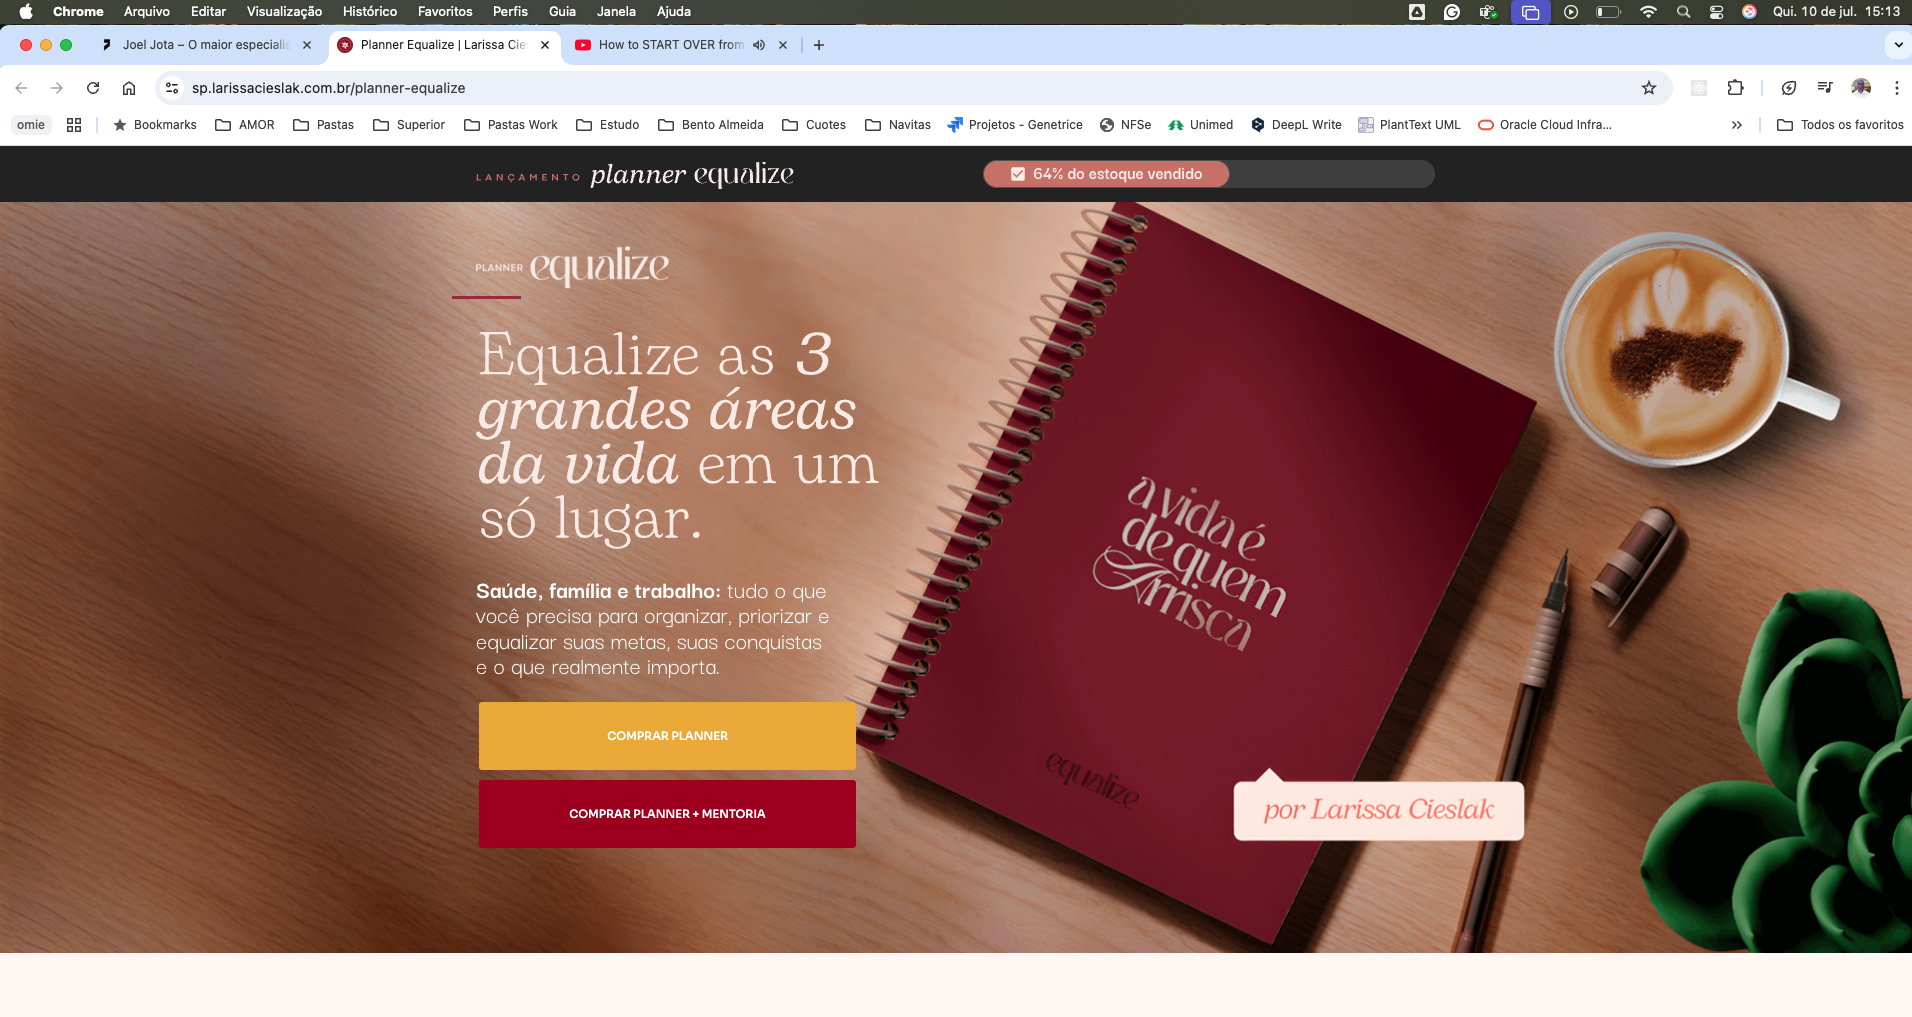 Chrome Arquivo Editar Visualização Histórico Favoritos Perfis Guia Janela Ajuda Qui. 10 de jul. 15:13
Joel Jota – O maior especialis Planner Equalize | Larissa Cie How to START OVER from
sp.larissacieslak.com.br/planner-equalize
omie Bookmarks AMOR Pastas Superior Pastas Work Estudo Bento Almeida Cuotes Navitas Projetos - Genetrice NFSe Unimed DeepL Write PlantText UML Oracle Cloud Infra... Todos os favoritos
LANÇAMENTO planner equalize 64% do estoque vendido
PLANNER equalize
Equalize as 3
grandes áreas
da vida em um
só lugar.
Saúde, família e trabalho: tudo o que
você precisa para organizar, priorizar e
equalizar suas metas, suas conquistas
e o que realmente importa.
COMPRAR PLANNER
COMPRAR PLANNER + MENTORIA
a vida é
de quem
Arrisca
equalize
por Larissa Cieslak